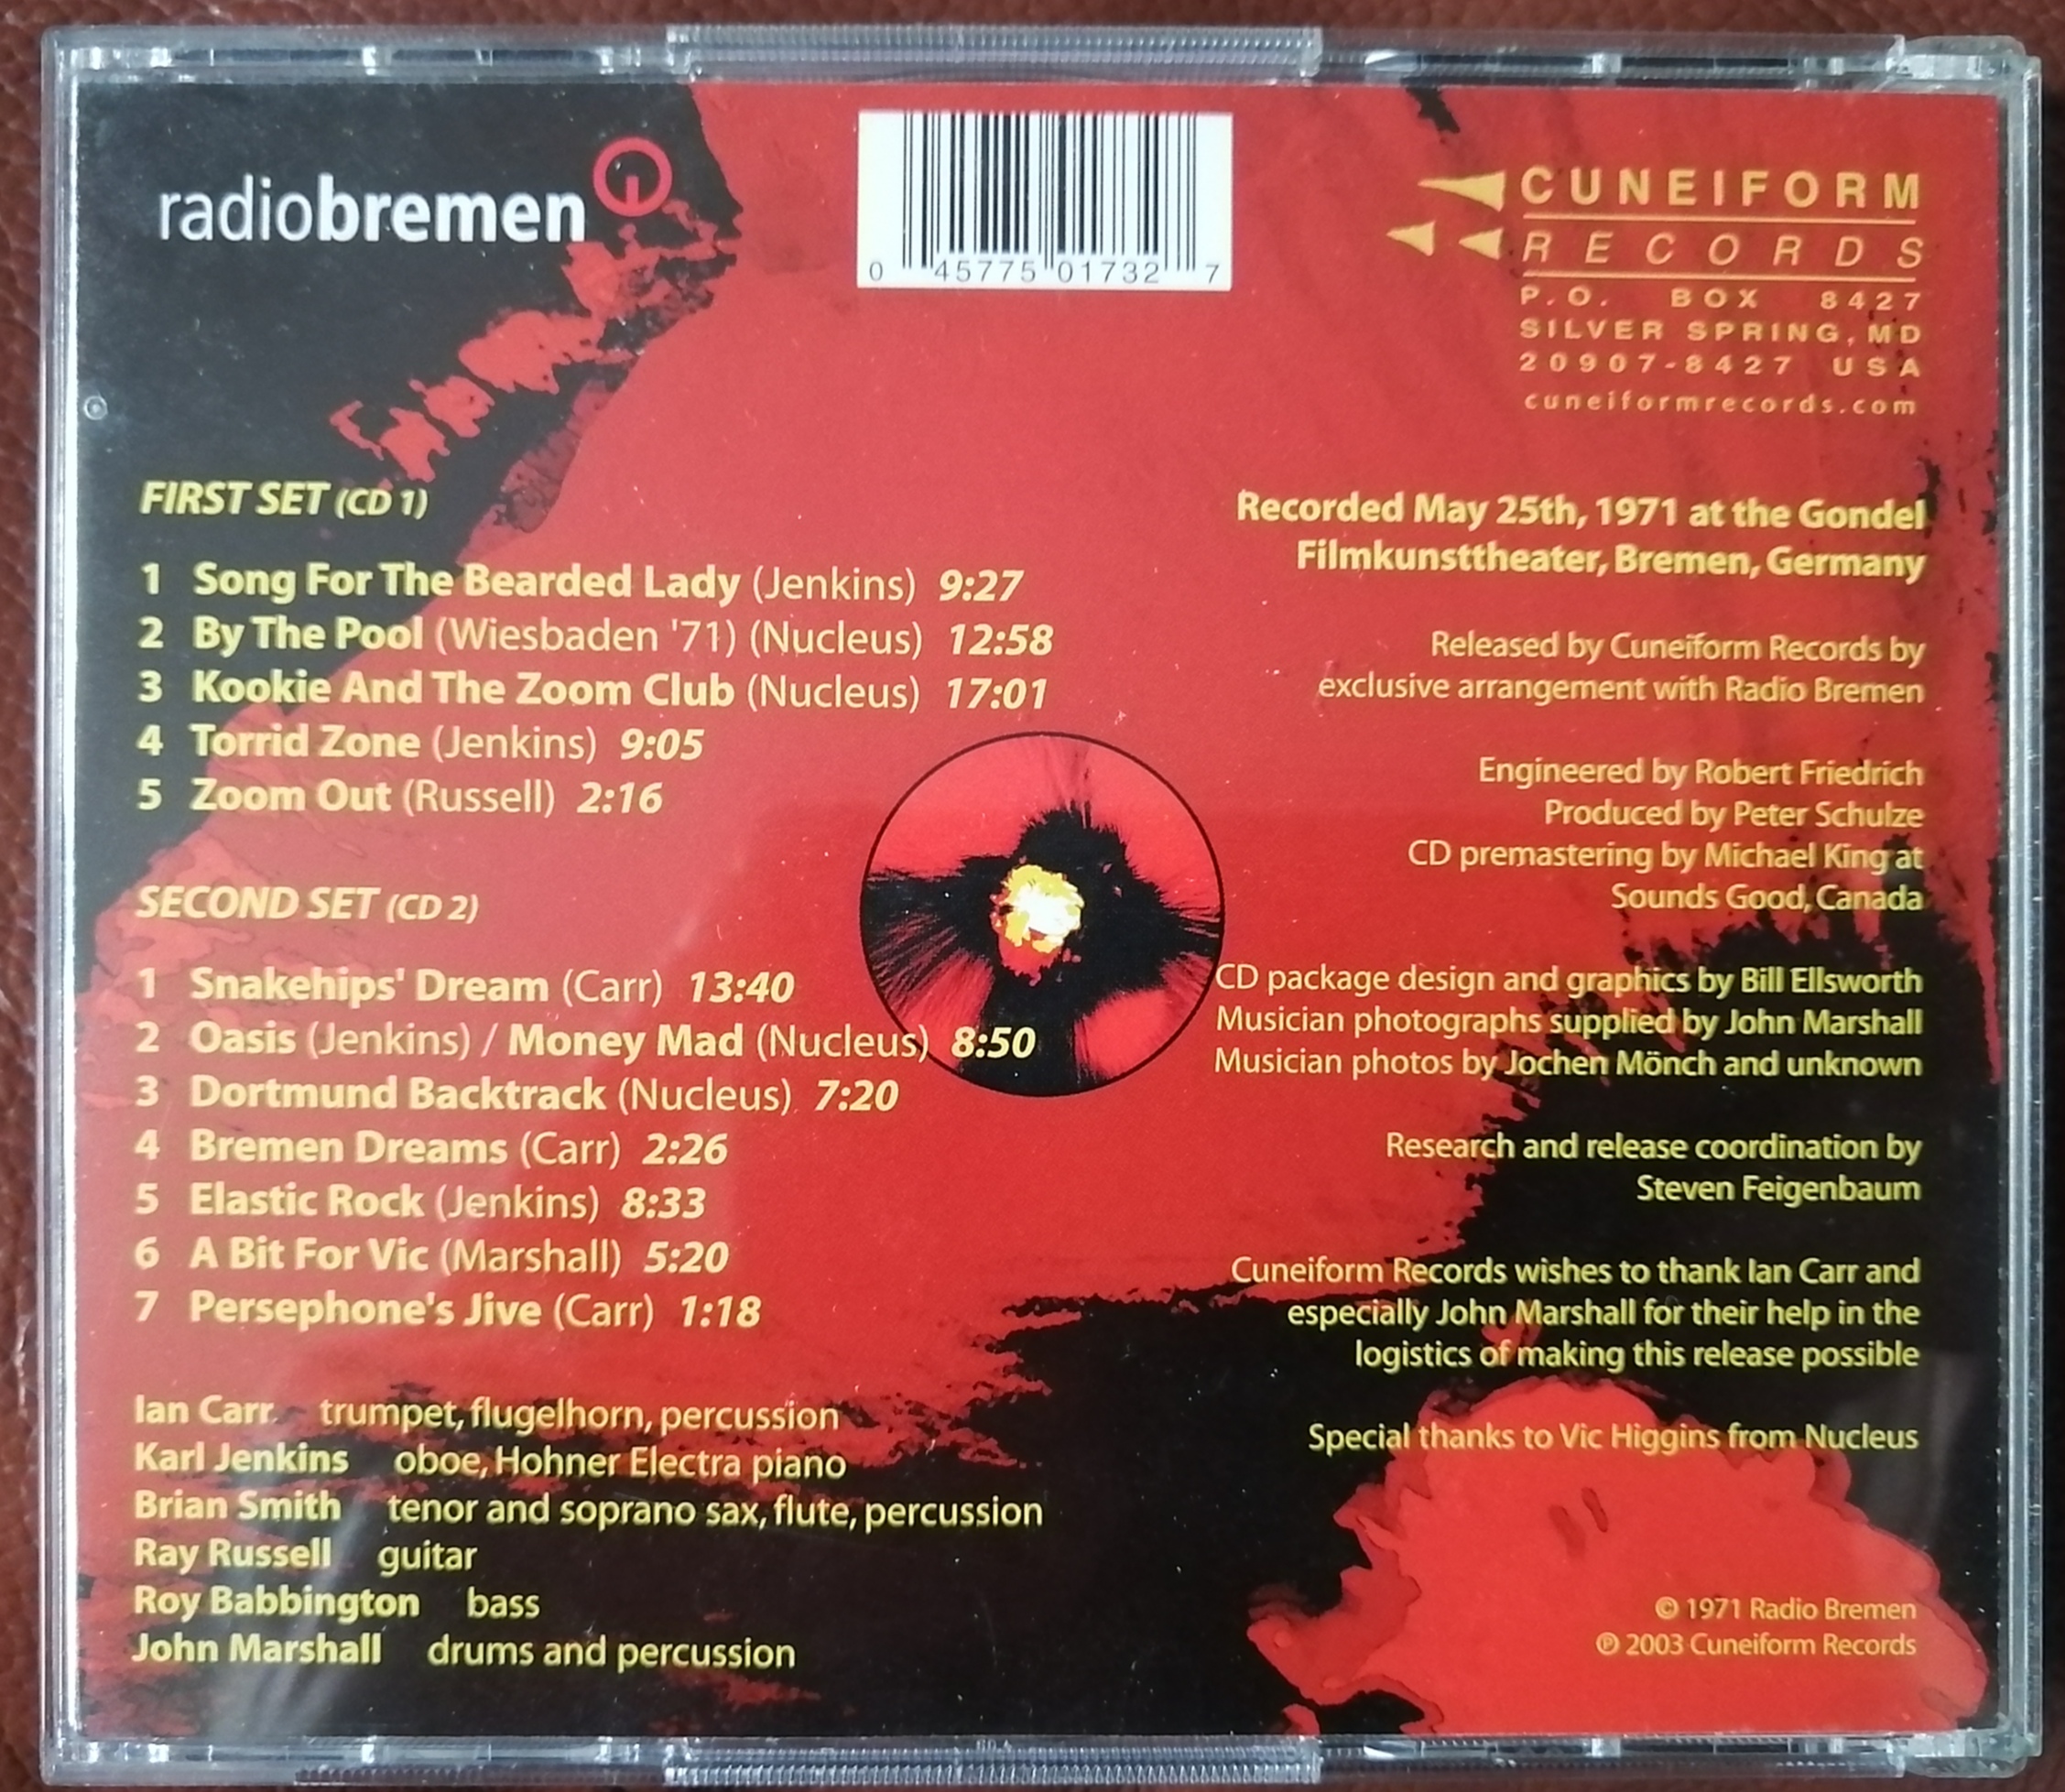 radiobremen
0 45775 01732 7
CUNEIFORM
RECORDS
P.O. BOX 8427
SILVER SPRING, MD
20907-8427 USA
cuneiformrecords.com
FIRST SET (CD 1)
1 Song For The Bearded Lady (Jenkins) 9:27
2 By The Pool (Wiesbaden '71) (Nucleus) 12:58
3 Kookie And The Zoom Club (Nucleus) 17:01
4 Torrid Zone (Jenkins) 9:05
5 Zoom Out (Russell) 2:16
SECOND SET (CD 2)
1 Snakehips' Dream (Carr) 13:40
2 Oasis (Jenkins) / Money Mad (Nucleus) 8:50
3 Dortmund Backtrack (Nucleus) 7:20
4 Bremen Dreams (Carr) 2:26
5 Elastic Rock (Jenkins) 8:33
6 A Bit For Vic (Marshall) 5:20
7 Persephone's Jive (Carr) 1:18
Ian Carr trumpet, flugelhorn, percussion
Karl Jenkins oboe, Hohner Electra piano
Brian Smith tenor and soprano sax, flute, percussion
Ray Russell guitar
Roy Babbington bass
John Marshall drums and percussion
Recorded May 25th, 1971 at the Gondel
Filmkunsttheater, Bremen, Germany
Released by Cuneiform Records by
exclusive arrangement with Radio Bremen
Engineered by Robert Friedrich
Produced by Peter Schulze
CD premastering by Michael King at
Sounds Good, Canada
CD package design and graphics by Bill Ellsworth
Musician photographs supplied by John Marshall
Musician photos by Jochen Mönch and unknown
Research and release coordination by
Steven Feigenbaum
Cuneiform Records wishes to thank Ian Carr and
especially John Marshall for their help in the
logistics of making this release possible
Special thanks to Vic Higgins from Nucleus
© 1971 Radio Bremen
℗ 2003 Cuneiform Records